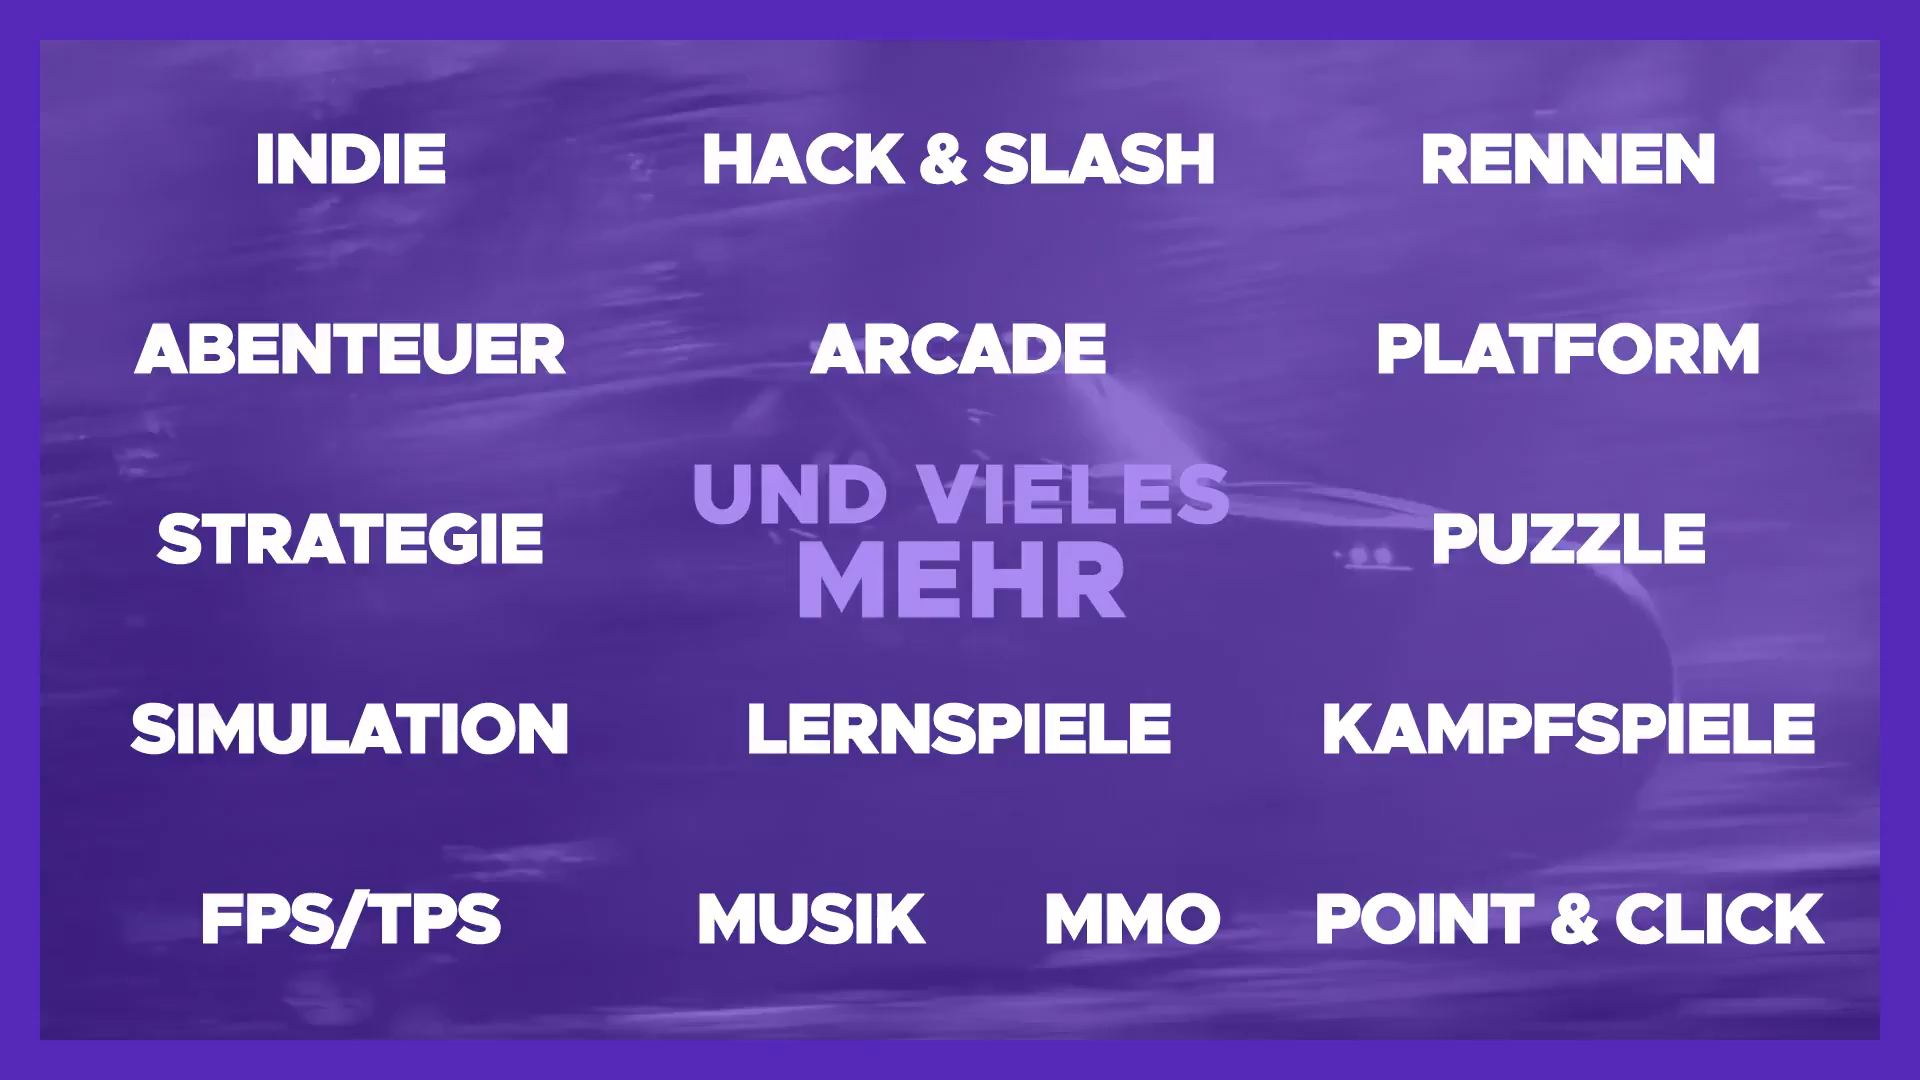 INDIE
HACK & SLASH
RENNEN
ABENTEUER
ARCADE
PLATFORM
UND VIELES
MEHR
STRATEGIE
PUZZLE
SIMULATION
LERNSPIELE
KAMPFSPIELE
FPS/TPS
MUSIK
MMO
POINT & CLICK